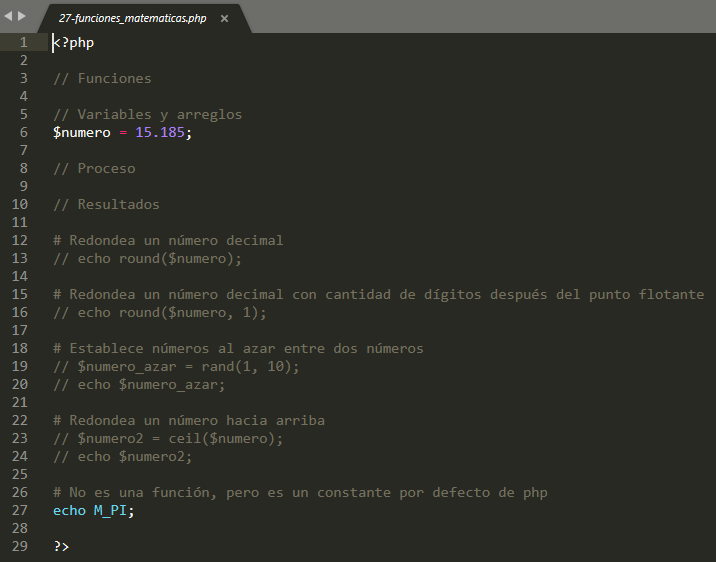 27-funciones_matematicas.php ×
1 <?php
2
3 // Funciones
4
5 // Variables y arreglos
6 $numero = 15.185;
7
8 // Proceso
9
10 // Resultados
11
12 # Redondea un número decimal
13 // echo round($numero);
14
15 # Redondea un número decimal con cantidad de dígitos después del punto flotante
16 // echo round($numero, 1);
17
18 # Establece números al azar entre dos números
19 // $numero_azar = rand(1, 10);
20 // echo $numero_azar;
21
22 # Redondea un número hacia arriba
23 // $numero2 = ceil($numero);
24 // echo $numero2;
25
26 # No es una función, pero es un constante por defecto de php
27 echo M_PI;
28
29 ?>